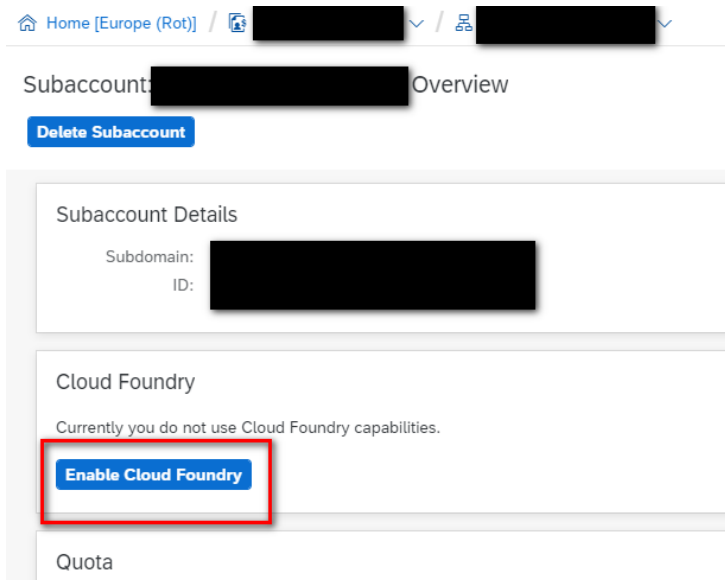 Home [Europe (Rot)] / /
Subaccount: Overview
Delete Subaccount
Subaccount Details
Subdomain:
ID:
Cloud Foundry
Currently you do not use Cloud Foundry capabilities.
Enable Cloud Foundry
Quota